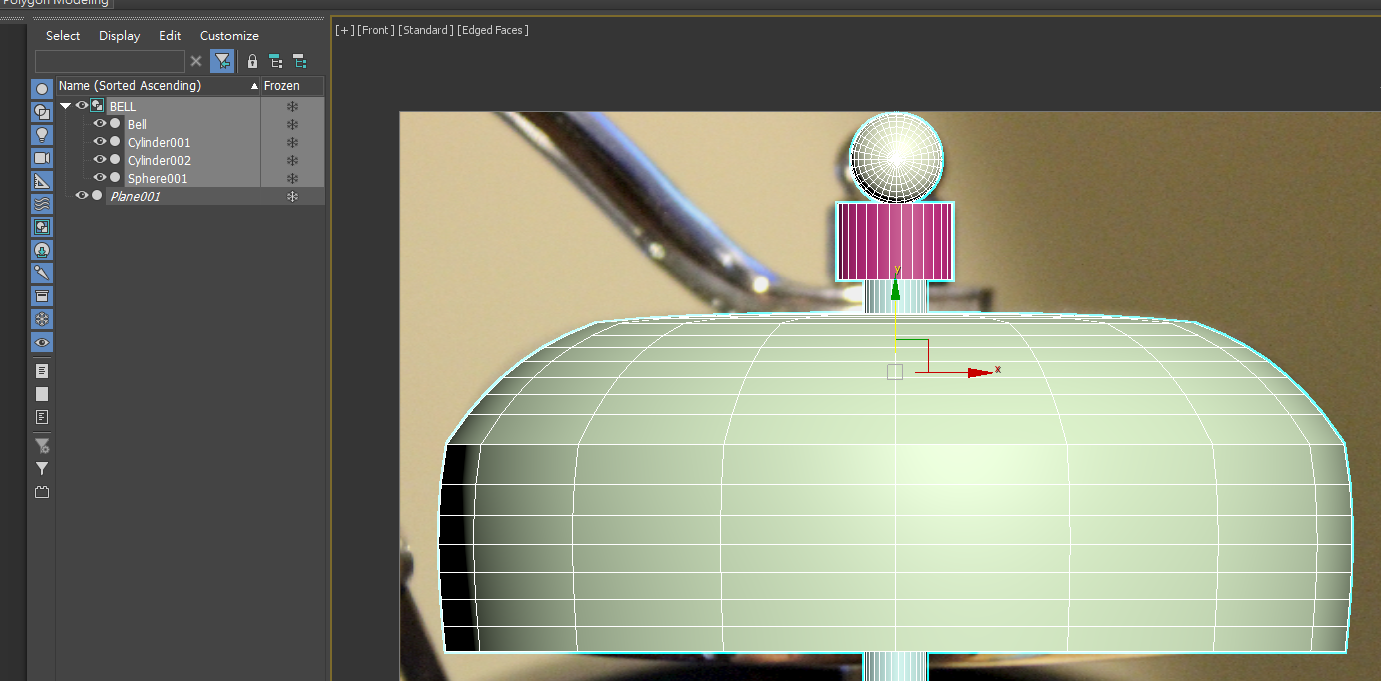 Polygon Modeling
Select Display Edit Customize
[+] [Front] [Standard] [Edged Faces]
Name (Sorted Ascending) Frozen
BELL
Bell
Cylinder001
Cylinder002
Sphere001
Plane001
y
x